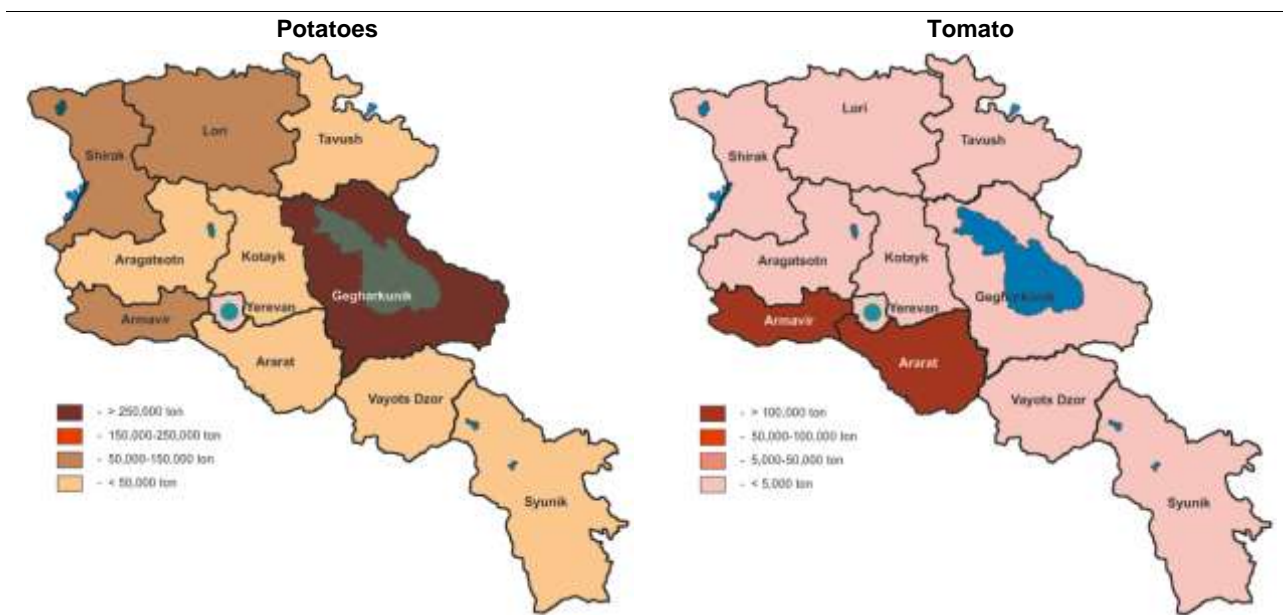 Potatoes
Lori
Tavush
Shirak
Aragatsotn
Kotayk
Gegharkunik
Yerevan
Armavir
Ararat
Vayots Dzor
Syunik
- > 250,000 ton
- 150,000-250,000 ton
- 50,000-150,000 ton
- < 50,000 ton
Tomato
Lori
Tavush
Shirak
Aragatsotn
Kotayk
Gegharkunik
Yerevan
Armavir
Ararat
Vayots Dzor
Syunik
- > 100,000 ton
- 50,000-100,000 ton
- 5,000-50,000 ton
- < 5,000 ton